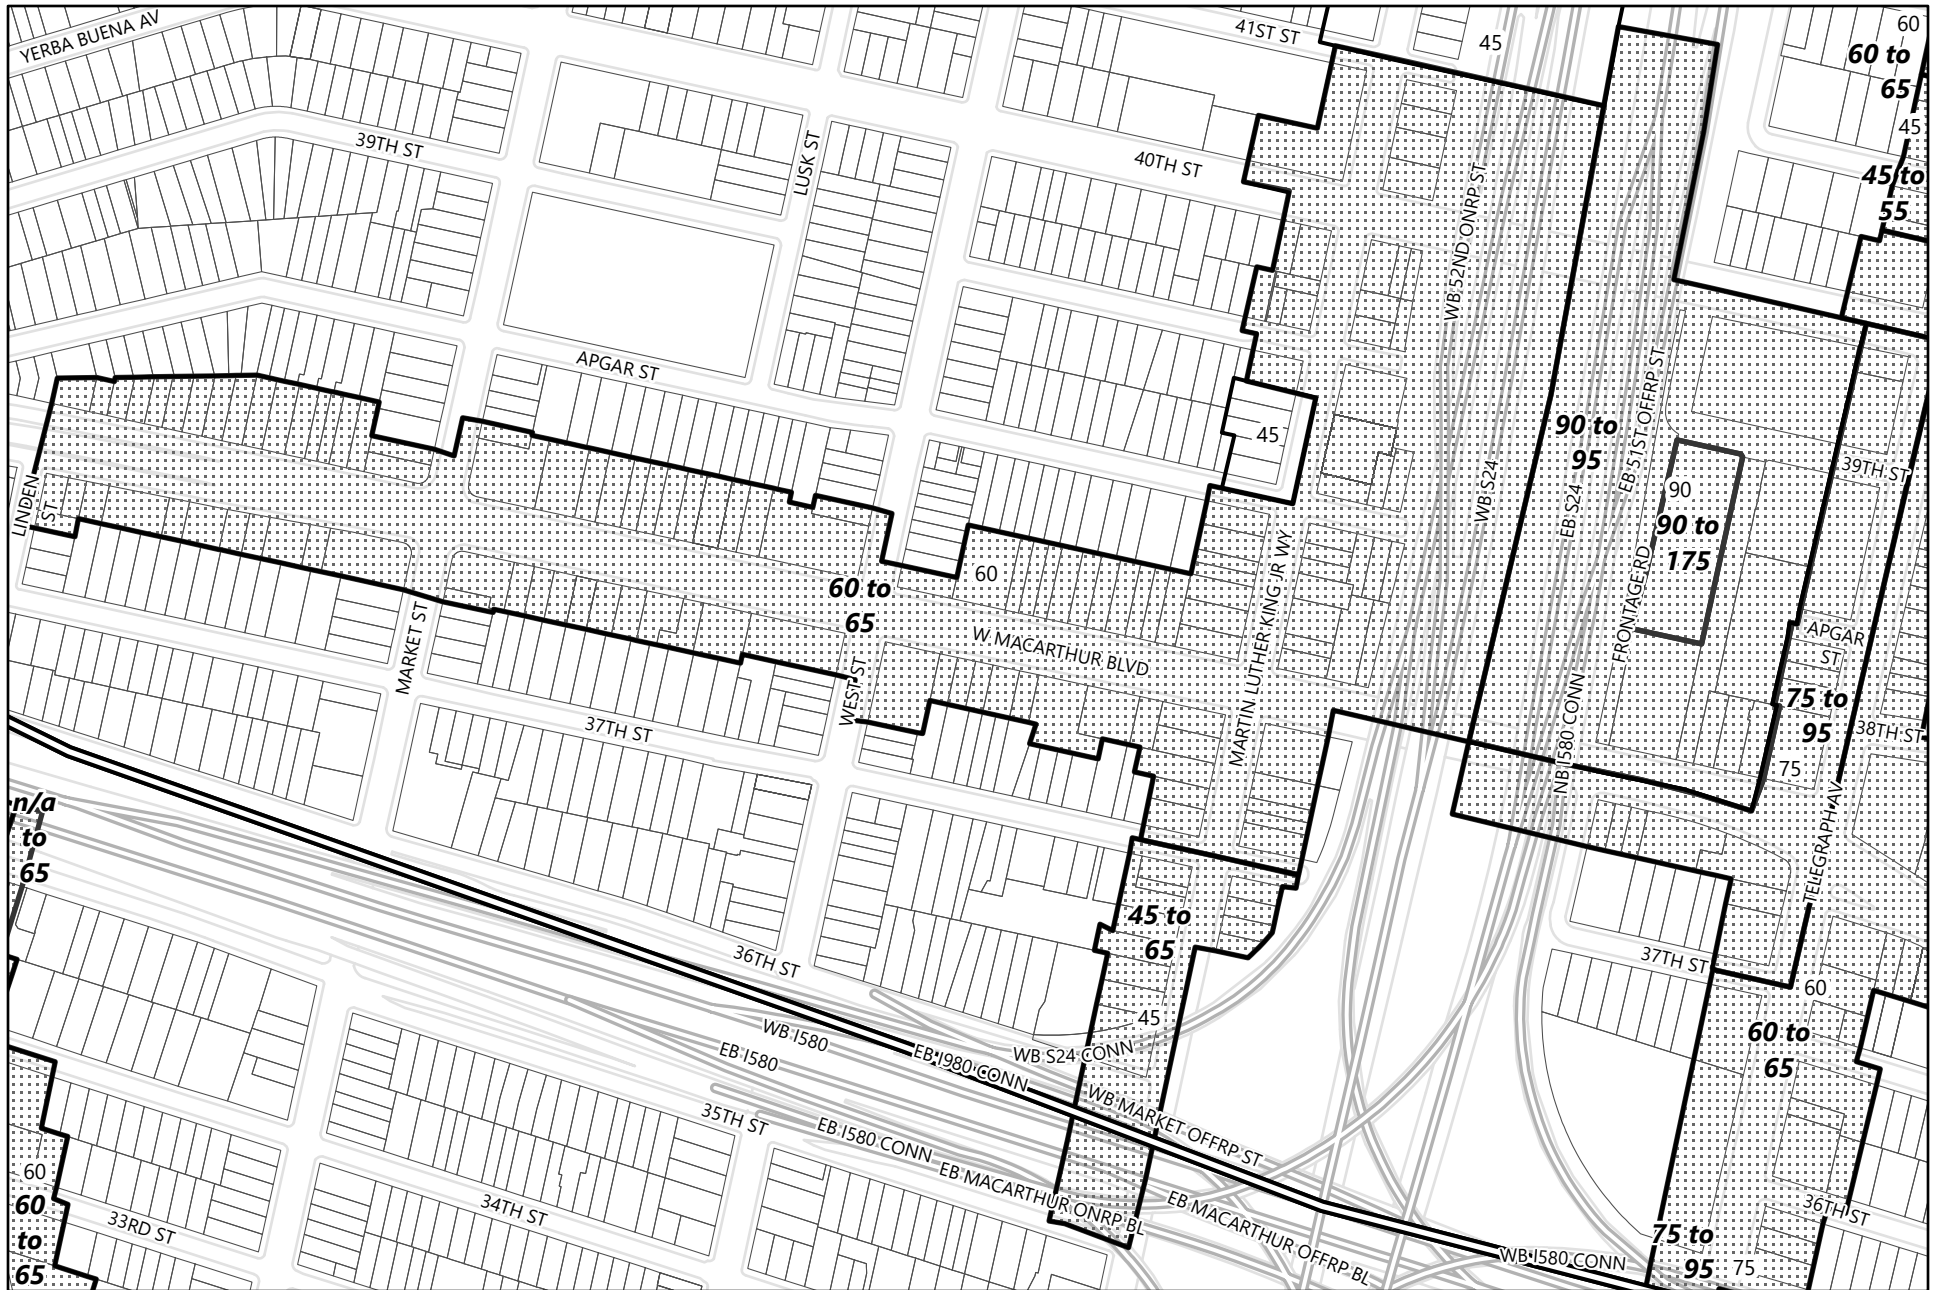 YERBA BUENA AV
41ST ST
45
60
60 to
65
45
45 to
55
39TH ST
LUSK ST
40TH ST
WB 52ND ONRP ST
APGAR ST
EB 51ST OFFRP ST
45
90 to
95
WB S24
EB S24
90
90 to
175
39TH ST
LINDEN
ST
60
60 to
65
MARTIN LUTHER KING JR WY
FRONTAGE RD
W MACARTHUR BLVD
MARKET ST
WEST ST
APGAR
ST
75 to
95
38TH ST
37TH ST
NB I580 CONN
75
TELEGRAPH AV
n/a
to
65
45 to
65
36TH ST
37TH ST
60
60 to
65
45
WB I580
EB I580
EB I980 CONN
WB S24 CONN
WB MARKET OFFRP ST
35TH ST
EB I580 CONN
EB MACARTHUR ONRP BL
EB MACARTHUR OFFRP BL
60
60
to
65
33RD ST
34TH ST
36TH ST
75 to
95
75
WB I580 CONN